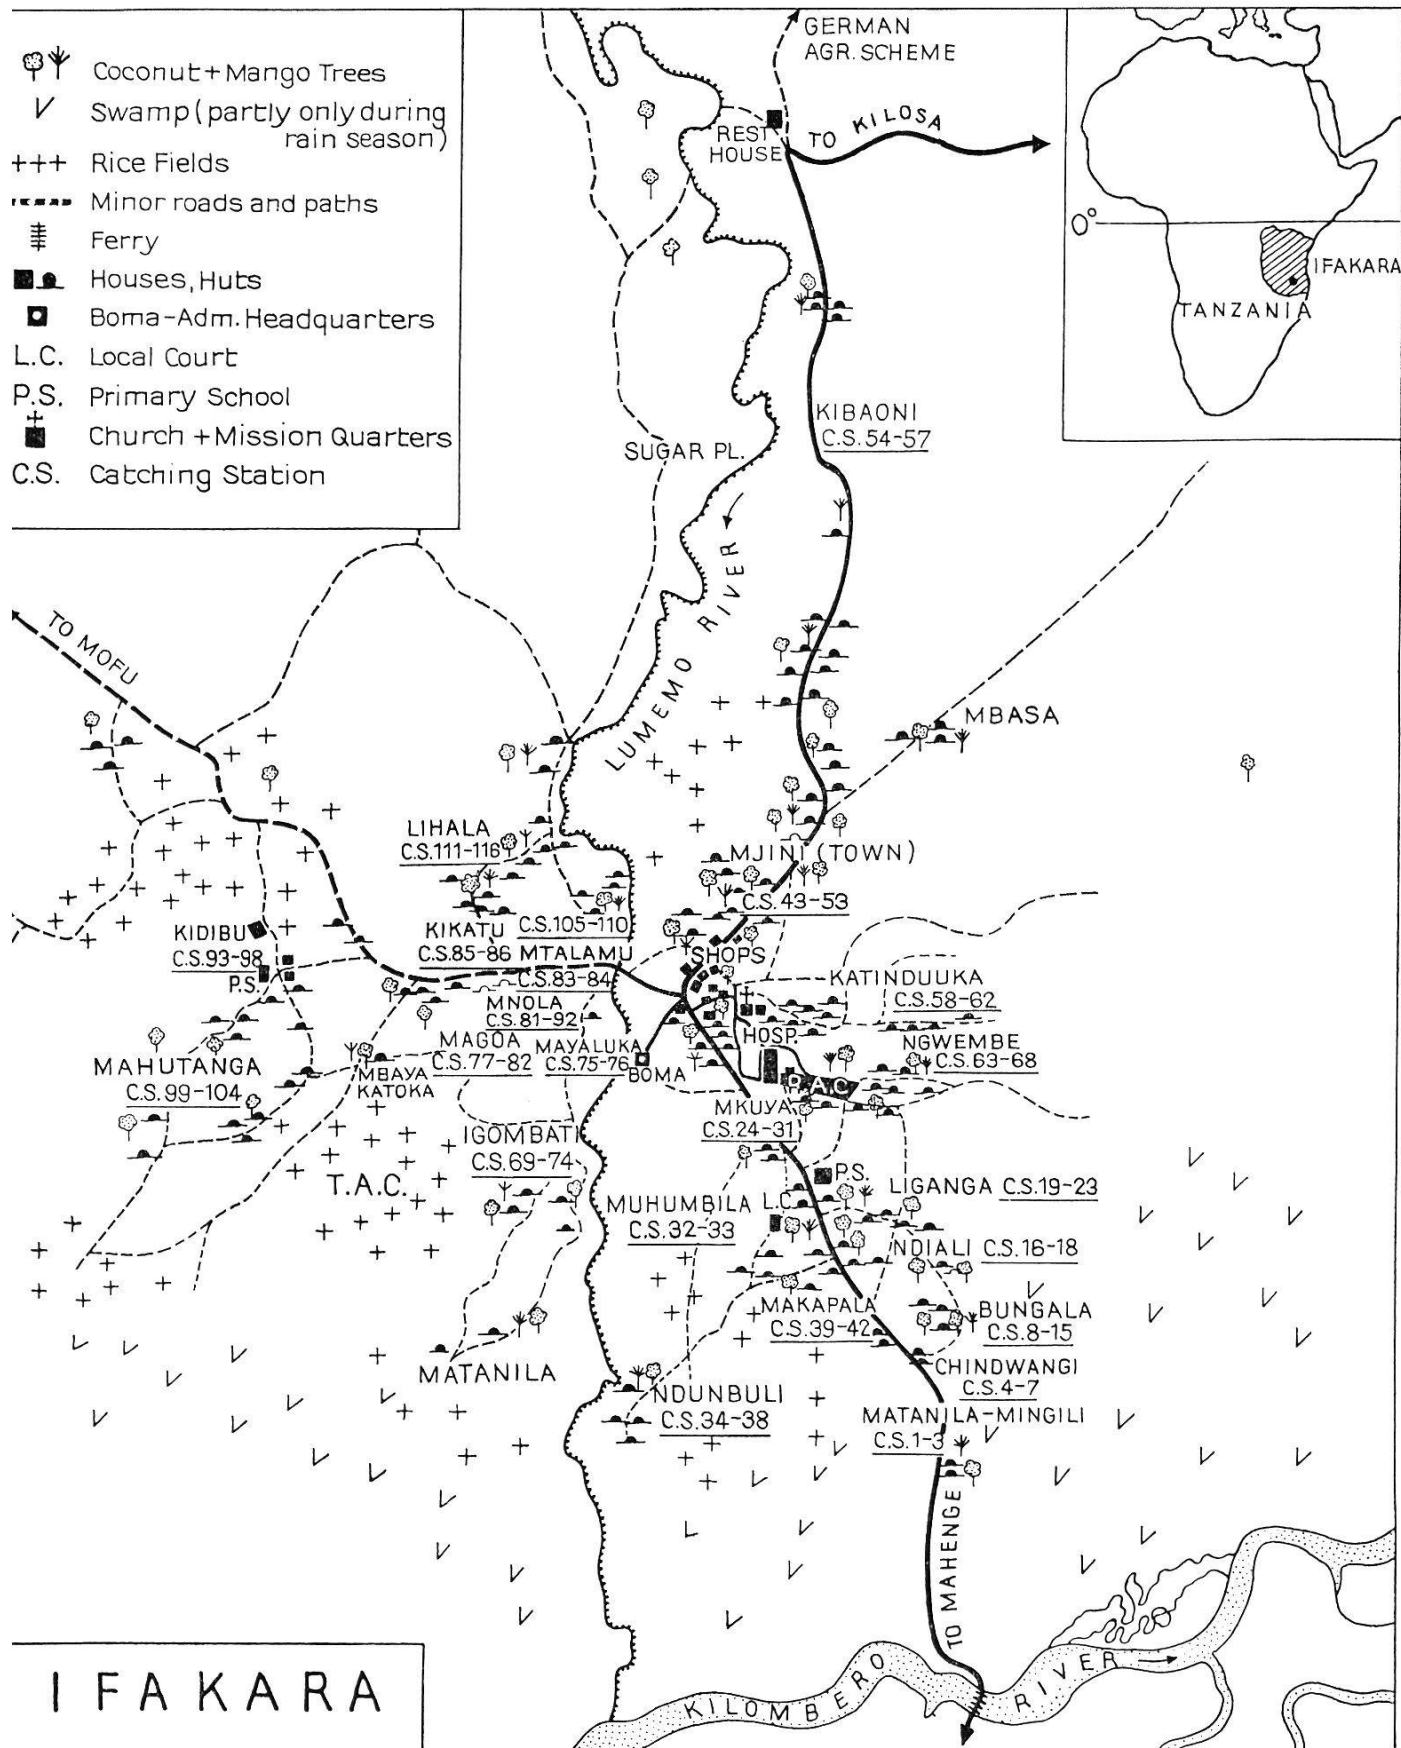 Coconut+Mango Trees
Swamp (partly only during
rain season)
Rice Fields
Minor roads and paths
Ferry
Houses, Huts
Boma-Adm. Headquarters
L.C. Local Court
P.S. Primary School
Church + Mission Quarters
C.S. Catching Station
GERMAN
AGR. SCHEME
REST
HOUSE
TO KILOSA
0°
IFAKARA
TANZANIA
KIBAONI
C.S. 54-57
SUGAR PL.
LUMEMO RIVER
TO MOFU
MBASA
LIHALA
C.S. 111-116
MJINI (TOWN)
C.S. 43-53
KIDIBU
C.S. 93-98
P.S.
KIKATU
C.S. 85-86
C.S. 105-110
MTALAMU
C.S. 83-84
SHOPS
KATINDUUKA
C.S. 58-62
MNOLA
C.S. 81-92
HOSP.
NGWEMBE
C.S. 63-68
MAHUTANGA
C.S. 99-104
MBAYA
KATOKA
MAGOA
C.S. 77-82
MAYALUKA
C.S. 75-76
BOMA
R.A.C.
MKUYA
C.S. 24-31
IGOMBATI
C.S. 69-74
T.A.C.
P.S.
MUHUMBILA
C.S. 32-33
L.C.
LIGANGA C.S. 19-23
NDIALI C.S. 16-18
MAKAPALA
C.S. 39-42
BUNGALA
C.S. 8-15
MATANILA
CHINDWANGI
C.S. 4-7
NDUNBULI
C.S. 34-38
MATANILA-MINGILI
C.S. 1-3
TO MAHENGE
KILOMBERO RIVER
IFAKARA